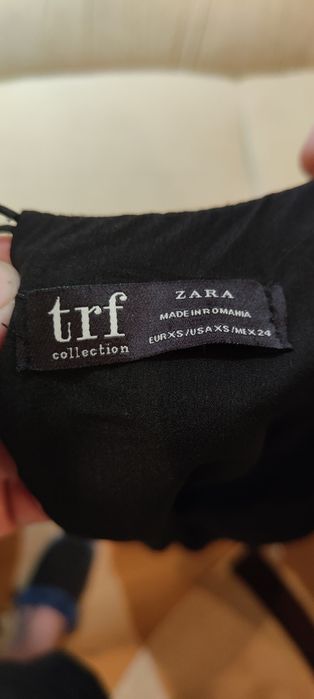 trf
collection
ZARA
MADE IN ROMANIA
EUR XS / USA XS / MEX 24